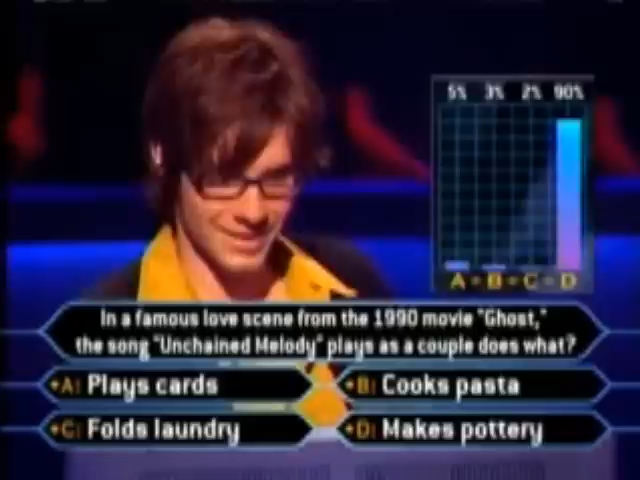 5% 3% 2% 90%
A B C D
In a famous love scene from the 1990 movie "Ghost,"
the song "Unchained Melody" plays as a couple does what?
A: Plays cards
B: Cooks pasta
C: Folds laundry
D: Makes pottery